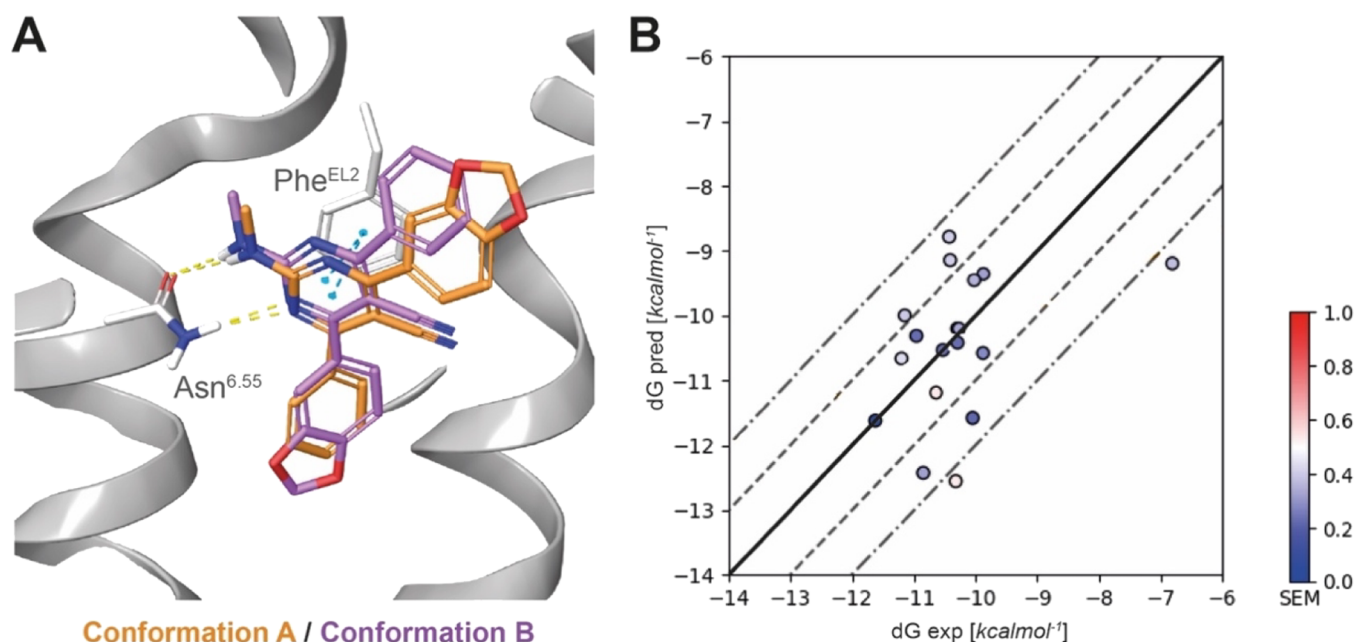 A
Phe^EL2
Asn^6.55
Conformation A / Conformation B
B
dG pred [kcalmol^-1]
−6
−7
−8
−9
−10
−11
−12
−13
−14
−14 −13 −12 −11 −10 −9 −8 −7 −6
dG exp [kcalmol^-1]
1.0
0.8
0.6
0.4
0.2
0.0
SEM